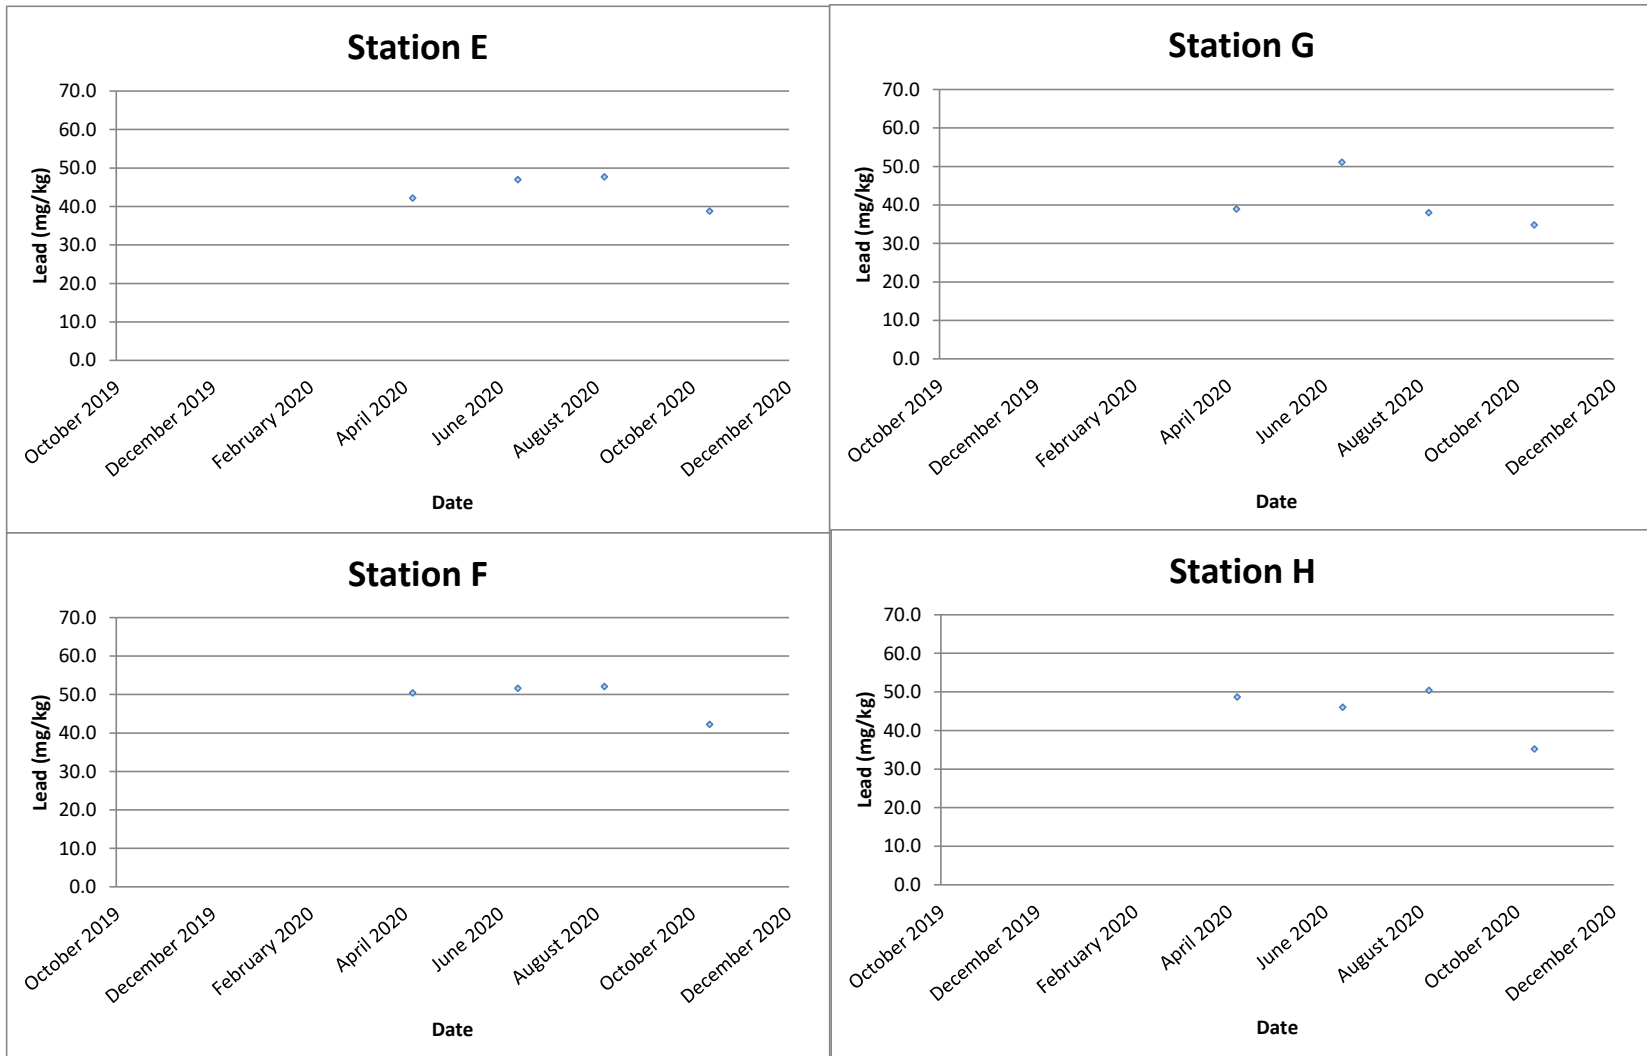 Station E
70.0
60.0
50.0
40.0
30.0
20.0
10.0
0.0
Lead (mg/kg)
October 2019
December 2019
February 2020
April 2020
June 2020
August 2020
October 2020
December 2020
Date
Station G
70.0
60.0
50.0
40.0
30.0
20.0
10.0
0.0
Lead (mg/kg)
October 2019
December 2019
February 2020
April 2020
June 2020
August 2020
October 2020
December 2020
Date
Station F
70.0
60.0
50.0
40.0
30.0
20.0
10.0
0.0
Lead (mg/kg)
October 2019
December 2019
February 2020
April 2020
June 2020
August 2020
October 2020
December 2020
Date
Station H
70.0
60.0
50.0
40.0
30.0
20.0
10.0
0.0
Lead (mg/kg)
October 2019
December 2019
February 2020
April 2020
June 2020
August 2020
October 2020
December 2020
Date